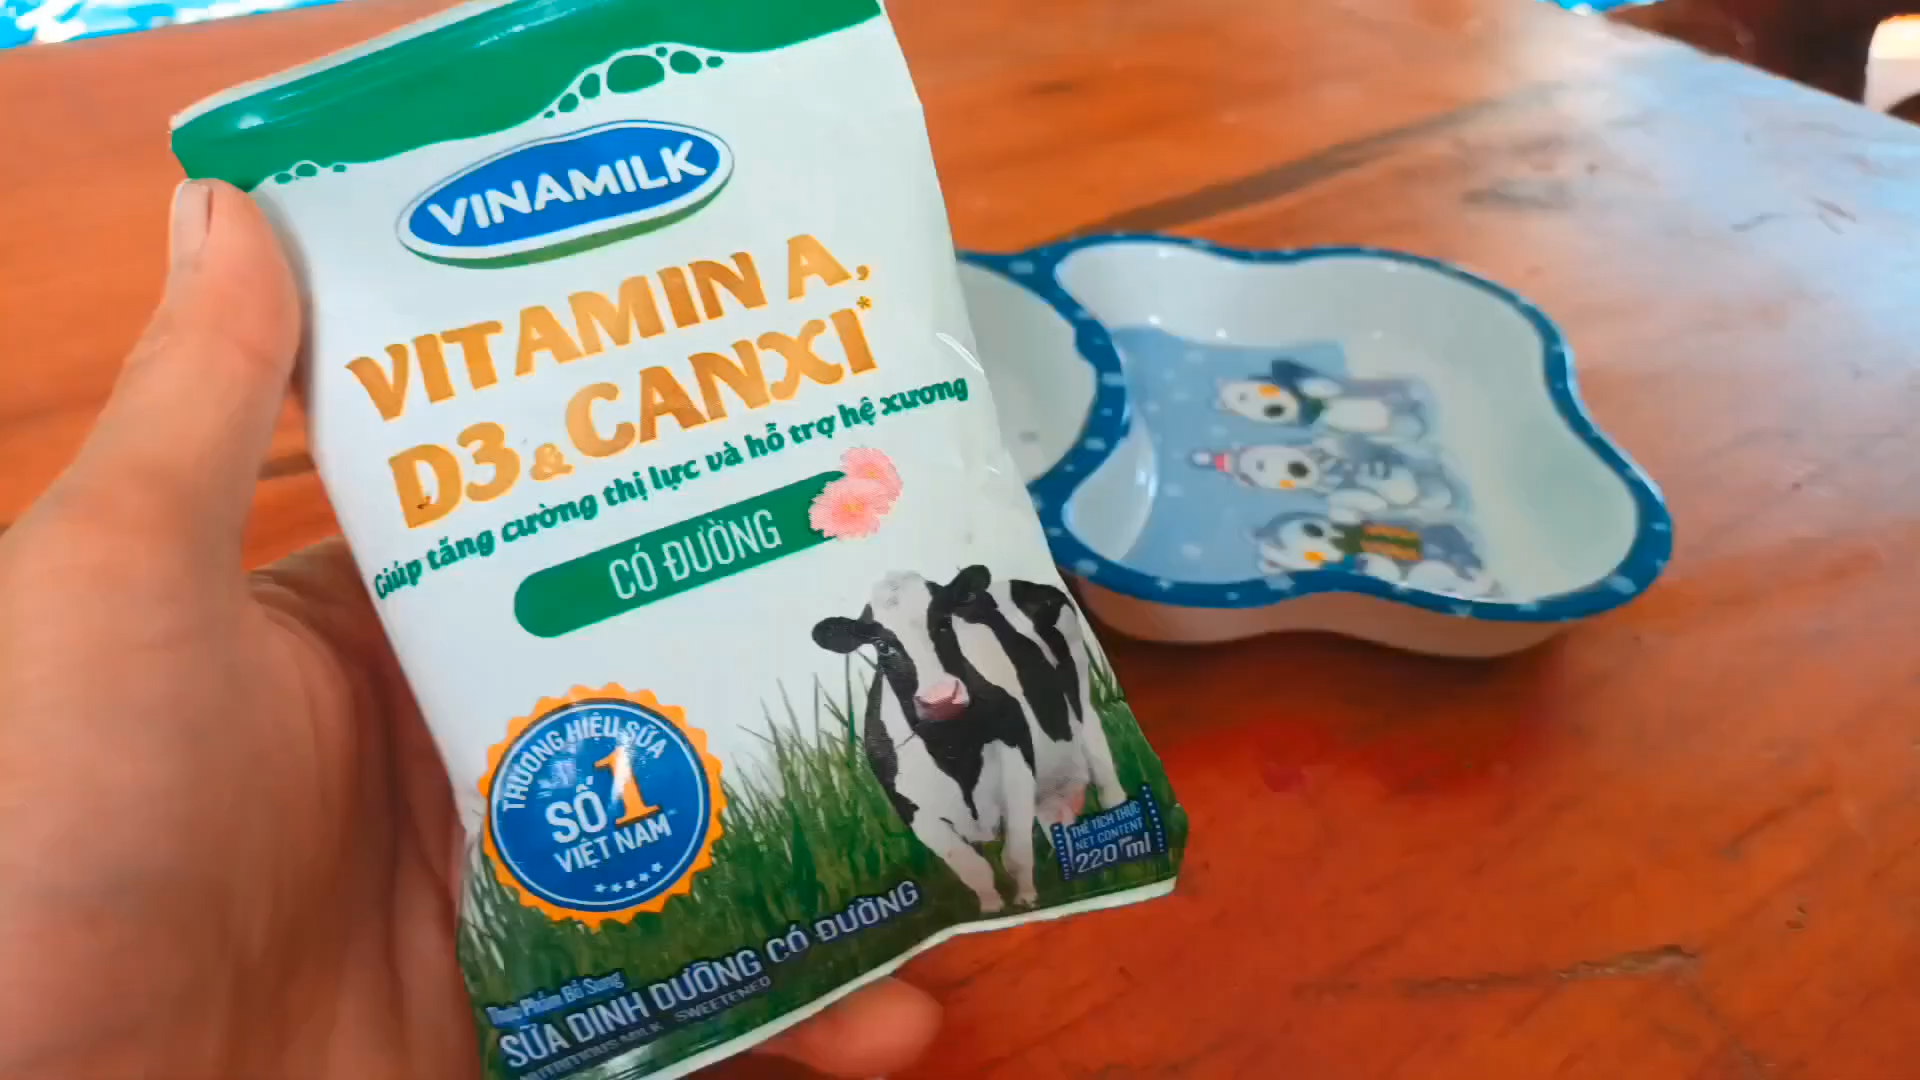 VINAMILK
VITAMIN A,
D3 & CANXI*
Giúp tăng cường thị lực và hỗ trợ hệ xương
CÓ ĐƯỜNG
THƯƠNG HIỆU SỮA
SỐ 1
VIỆT NAM
THỂ TÍCH THỰC
NET CONTENT
220 ml
Thực Phẩm Bổ Sung
SỮA DINH DƯỠNG CÓ ĐƯỜNG
NUTRITIOUS MILK - SWEETENED